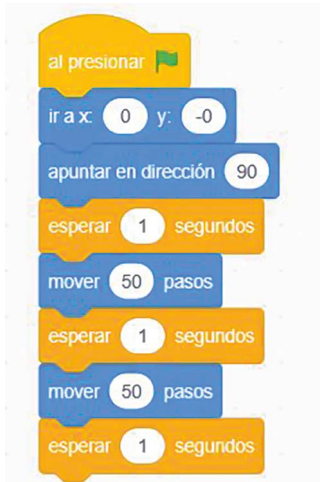 al presionar
ir a x: 0 y: -0
apuntar en dirección 90
esperar 1 segundos
mover 50 pasos
esperar 1 segundos
mover 50 pasos
esperar 1 segundos